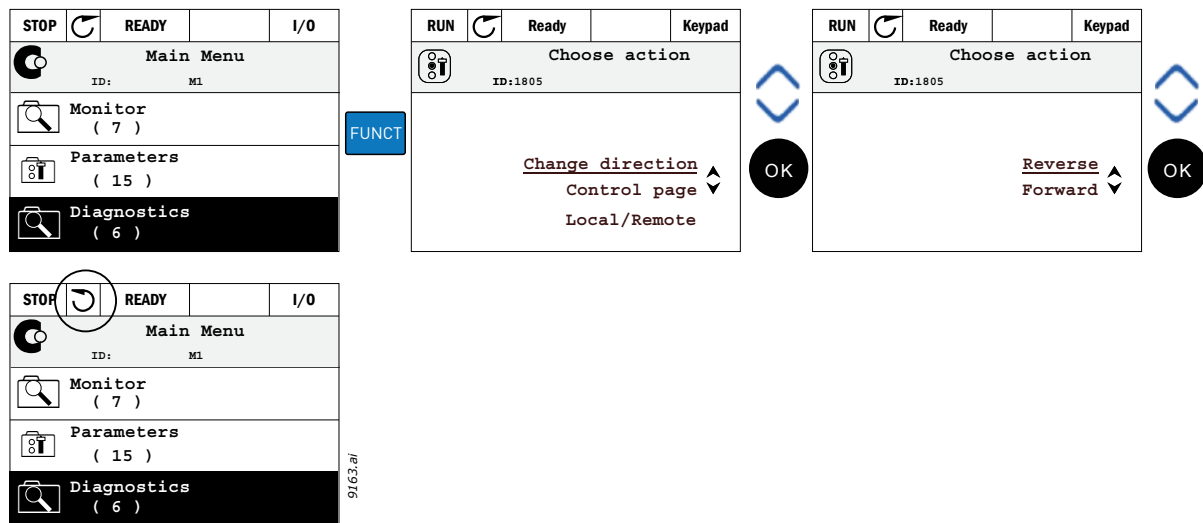 STOP READY I/O
Main Menu
ID: M1
Monitor
( 7 )
Parameters
( 15 )
Diagnostics
( 6 )
FUNCT
RUN Ready Keypad
Choose action
ID:1805
Change direction
Control page
Local/Remote
OK
RUN Ready Keypad
Choose action
ID:1805
Reverse
Forward
OK
STOP READY I/O
Main Menu
ID: M1
Monitor
( 7 )
Parameters
( 15 )
Diagnostics
( 6 )
9163.ai